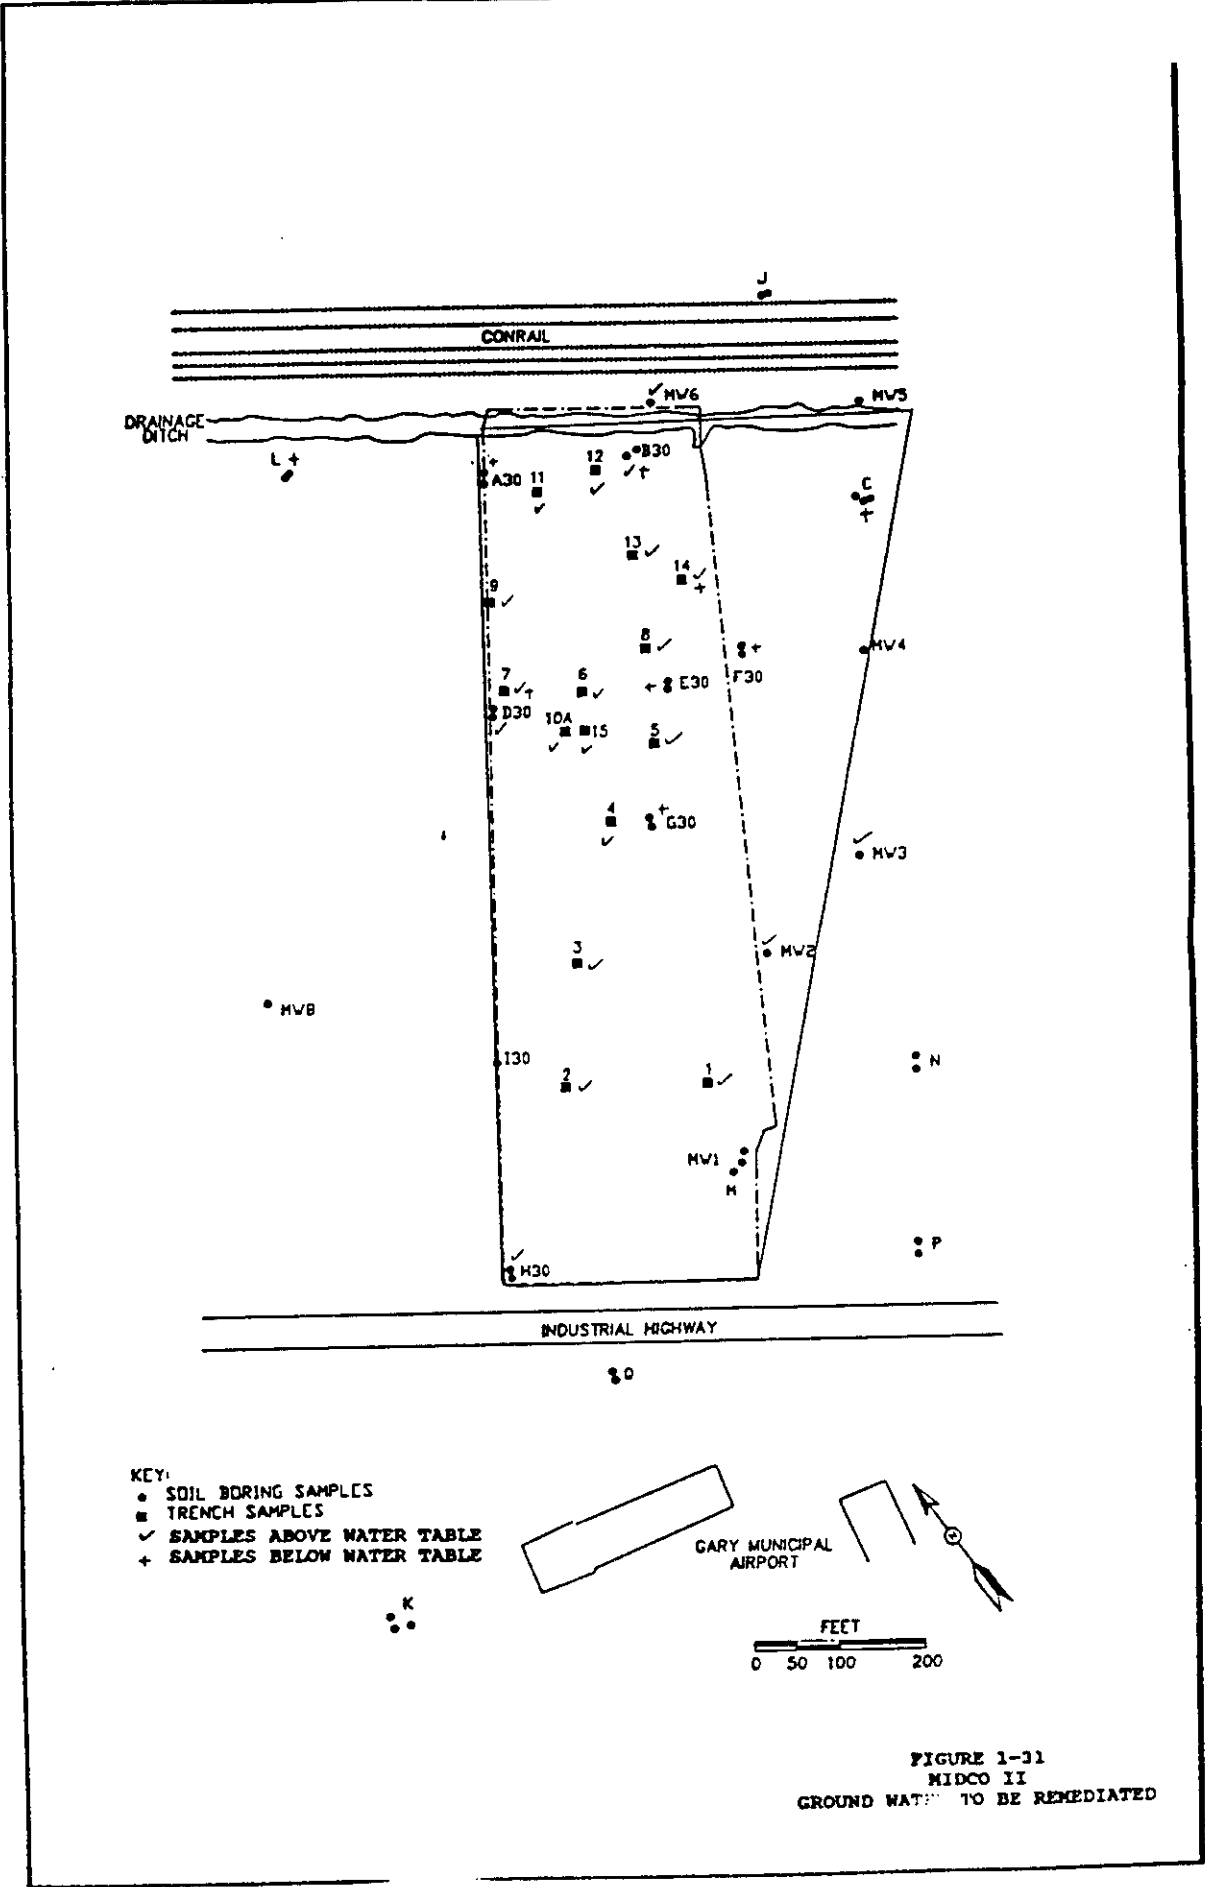 J
CONRAIL
MW6
MW5
DRAINAGE
DITCH
L +
+
A30
11
12
B30
+
C
+
13
14
+
9
8
MW4
+
F30
7
+
6
+ E30
D30
10A
15
5
4
+
G30
MW3
3
MW2
MW8
I30
2
1
N
MW1
M
P
H30
INDUSTRIAL HIGHWAY
O
KEY:
SOIL BORING SAMPLES
TRENCH SAMPLES
✓ SAMPLES ABOVE WATER TABLE
+ SAMPLES BELOW WATER TABLE
K
GARY MUNICIPAL
AIRPORT
N
FEET
0 50 100 200
FIGURE 1-31
MIDCO II
GROUND TO BE REMEDIATED